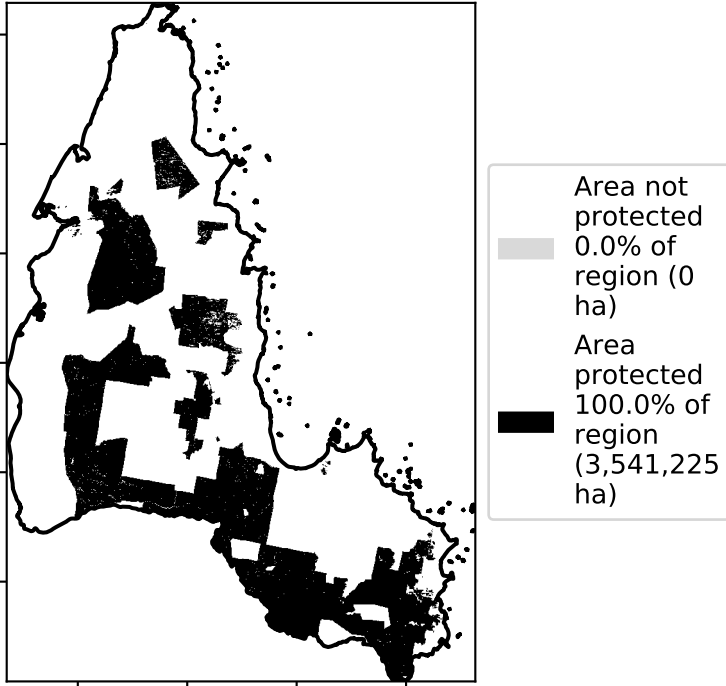 Area not
protected
0.0% of
region (0
ha)
Area
protected
100.0% of
region
(3,541,225
ha)